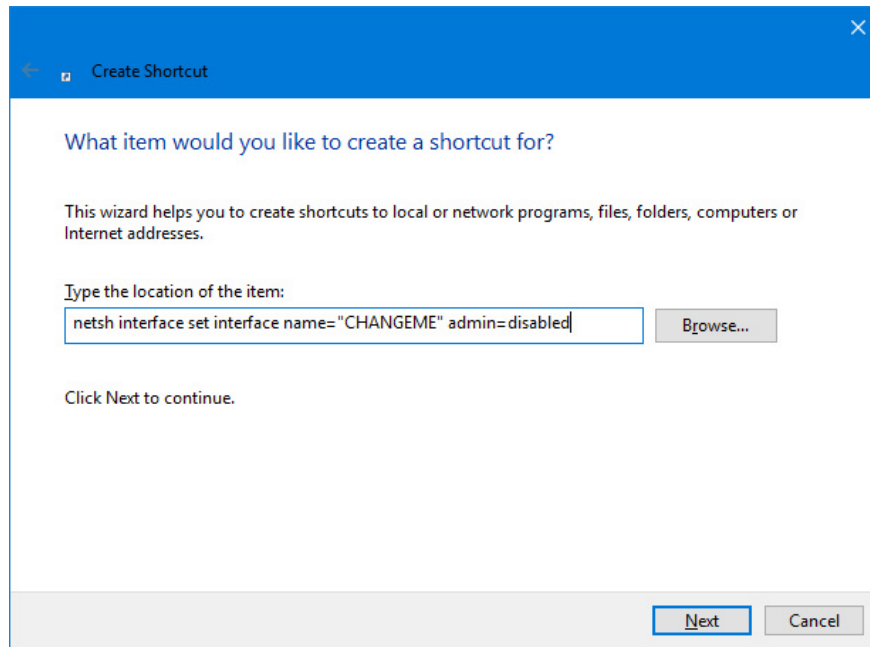 Create Shortcut
What item would you like to create a shortcut for?
This wizard helps you to create shortcuts to local or network programs, files, folders, computers or
Internet addresses.
Type the location of the item:
netsh interface set interface name="CHANGEME" admin=disabled
Browse...
Click Next to continue.
Next
Cancel